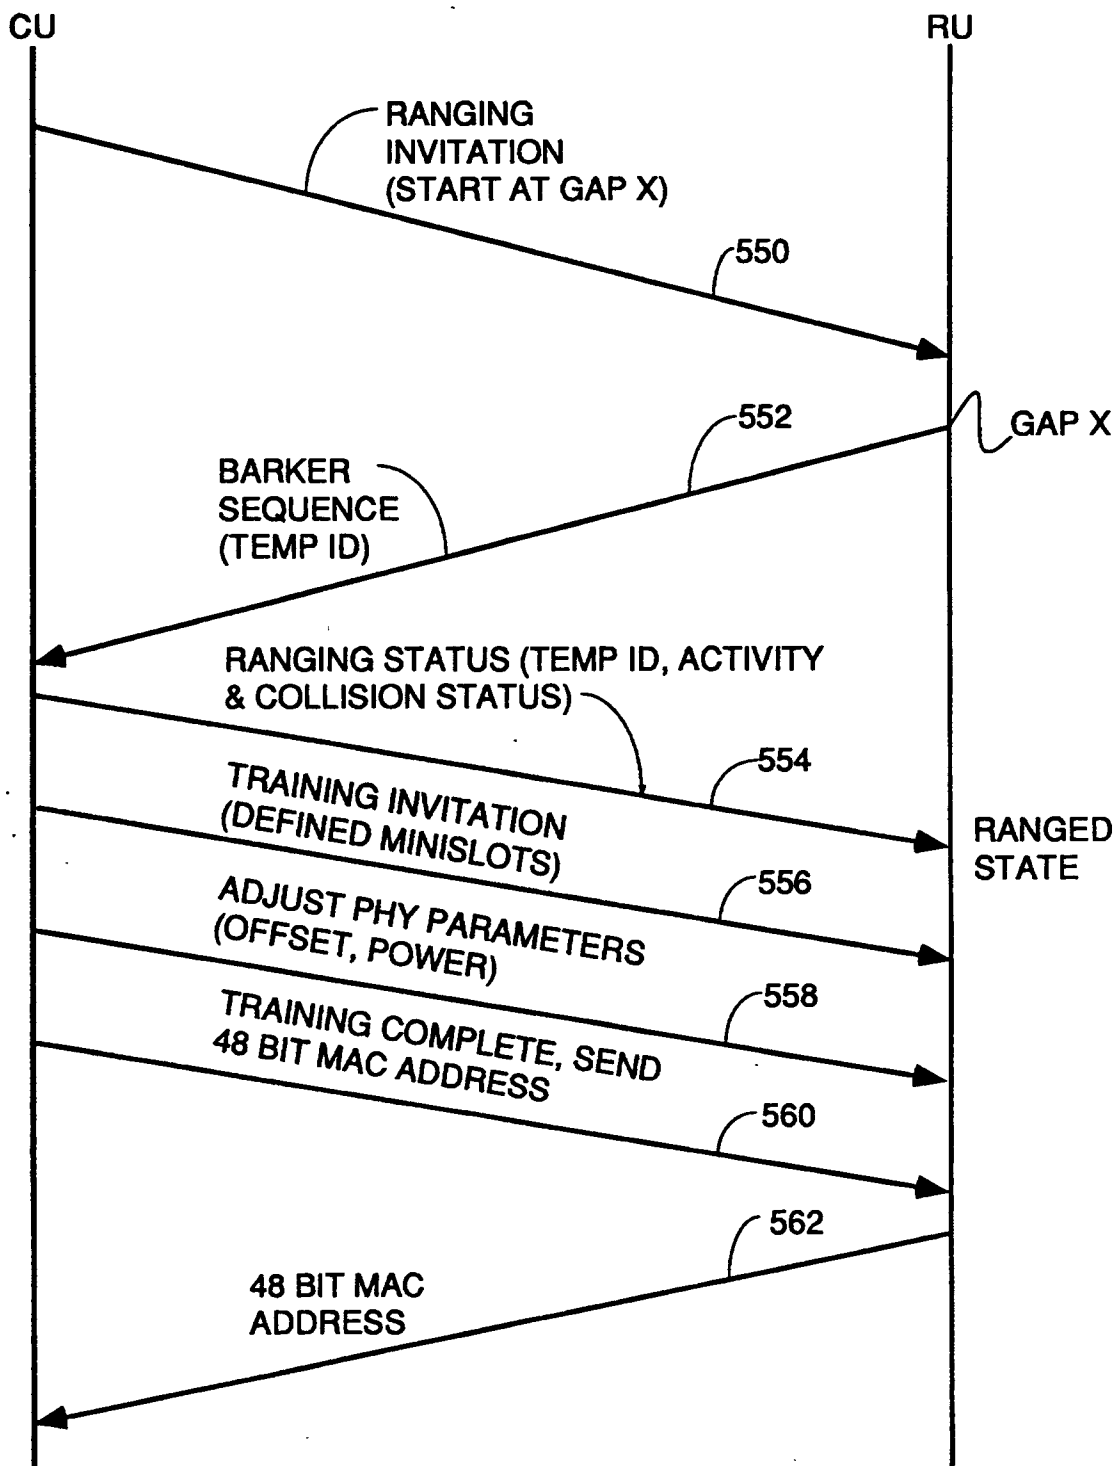 CU
RU
RANGING
INVITATION
(START AT GAP X)
550
552
GAP X
BARKER
SEQUENCE
(TEMP ID)
RANGING STATUS (TEMP ID, ACTIVITY
& COLLISION STATUS)
554
TRAINING INVITATION
(DEFINED MINISLOTS)
RANGED
STATE
556
ADJUST PHY PARAMETERS
(OFFSET, POWER)
558
TRAINING COMPLETE, SEND
48 BIT MAC ADDRESS
560
562
48 BIT MAC
ADDRESS